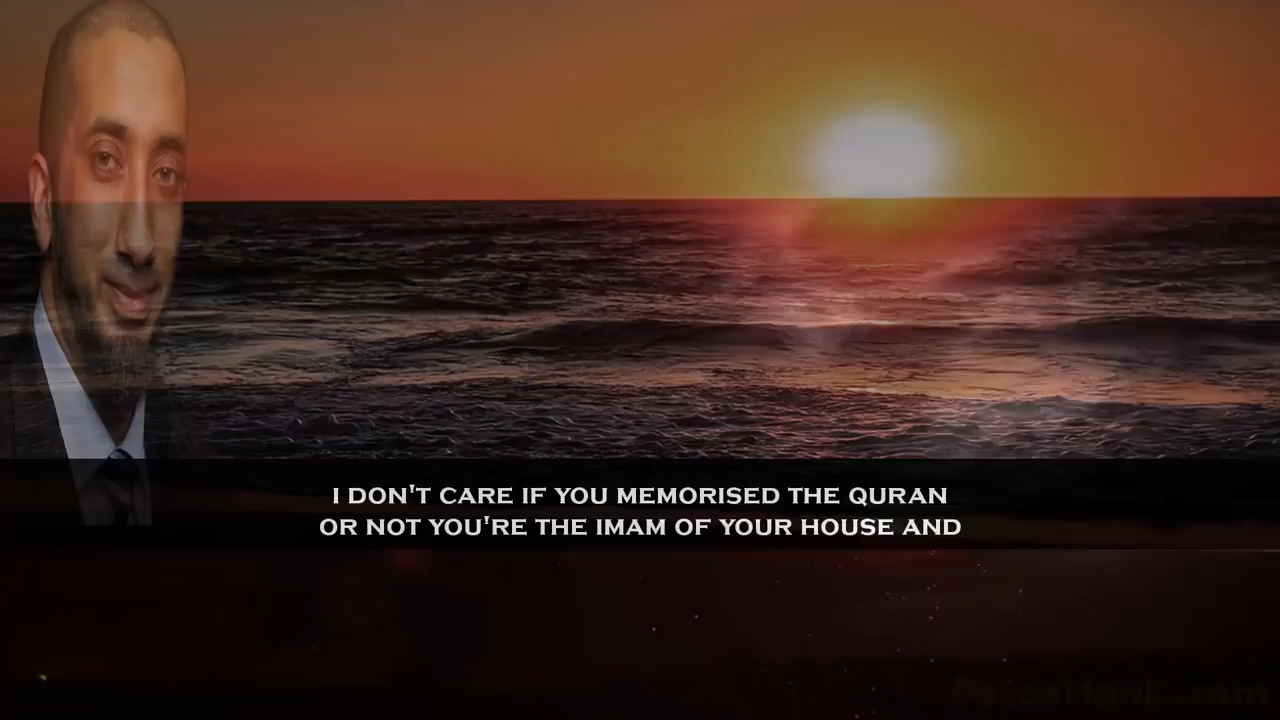 I DON'T CARE IF YOU MEMORISED THE QURAN
OR NOT YOU'RE THE IMAM OF YOUR HOUSE AND